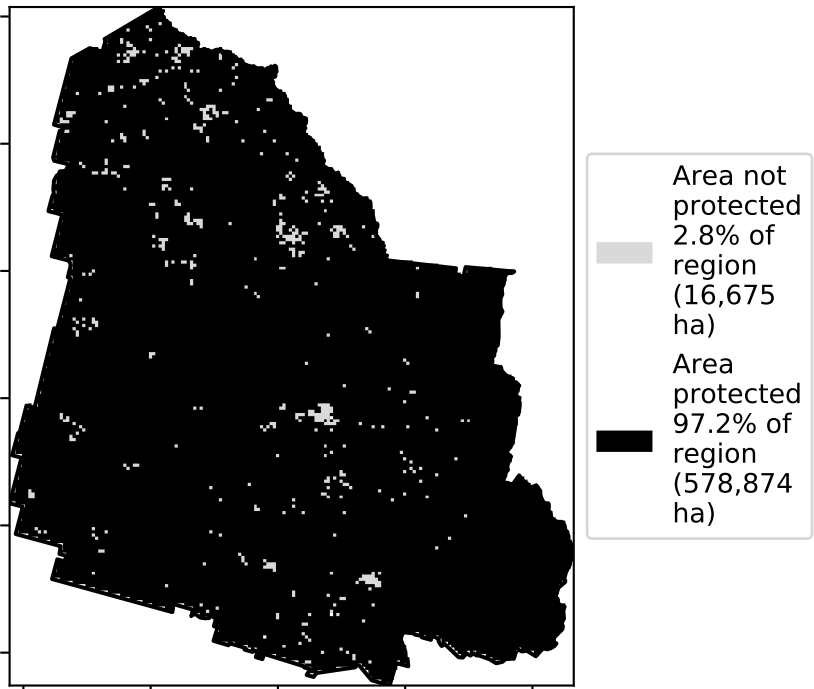 Area not
protected
2.8% of
region
(16,675
ha)
Area
protected
97.2% of
region
(578,874
ha)